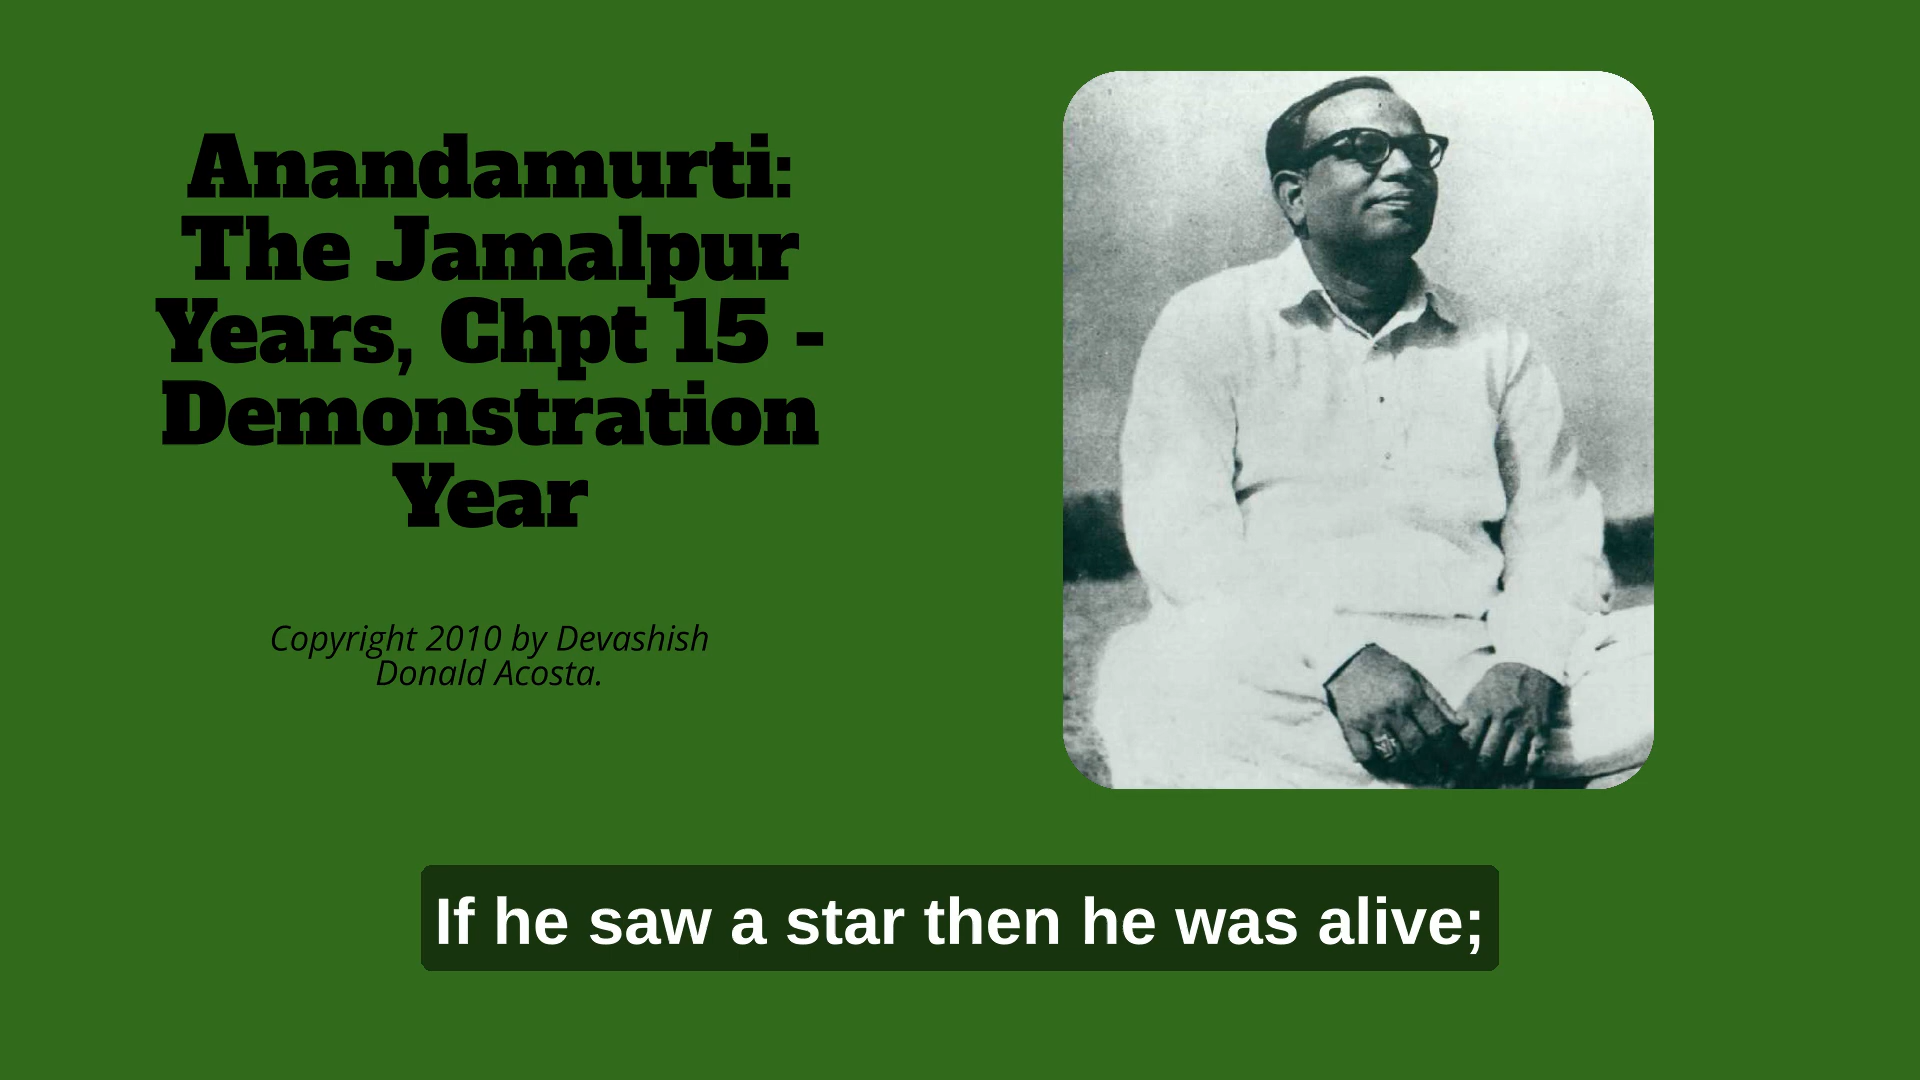 Anandamurti:
The Jamalpur
Years, Chpt 15 -
Demonstration
Year
Copyright 2010 by Devashish
Donald Acosta.
If he saw a star then he was alive;